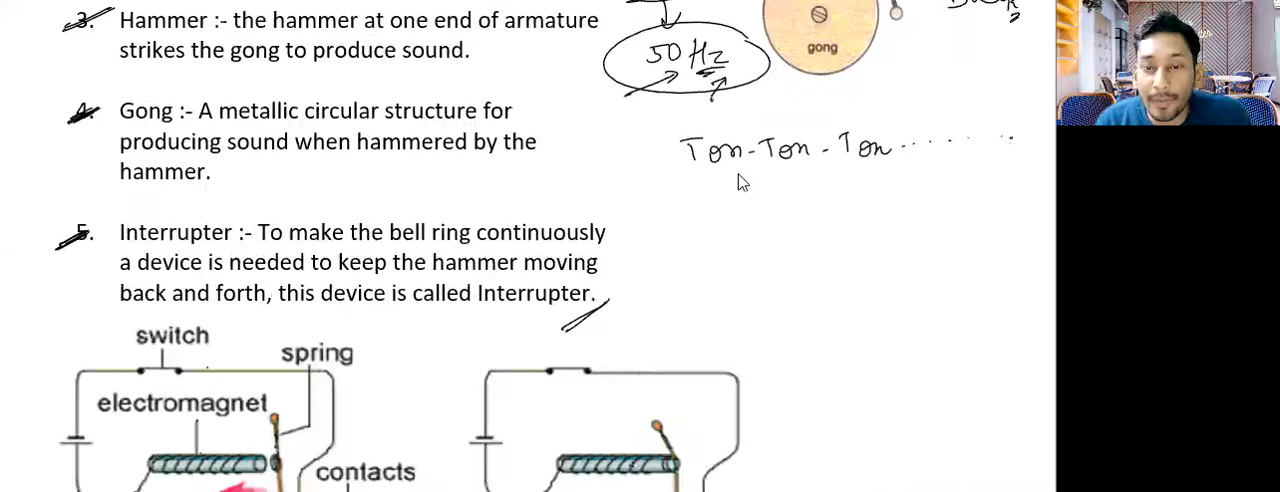 3. Hammer :- the hammer at one end of armature
strikes the gong to produce sound.
50 Hz
gong
4. Gong :- A metallic circular structure for
producing sound when hammered by the
hammer.
Ton-Ton-Ton........
5. Interrupter :- To make the bell ring continuously
a device is needed to keep the hammer moving
back and forth, this device is called Interrupter.
switch
spring
electromagnet
contacts